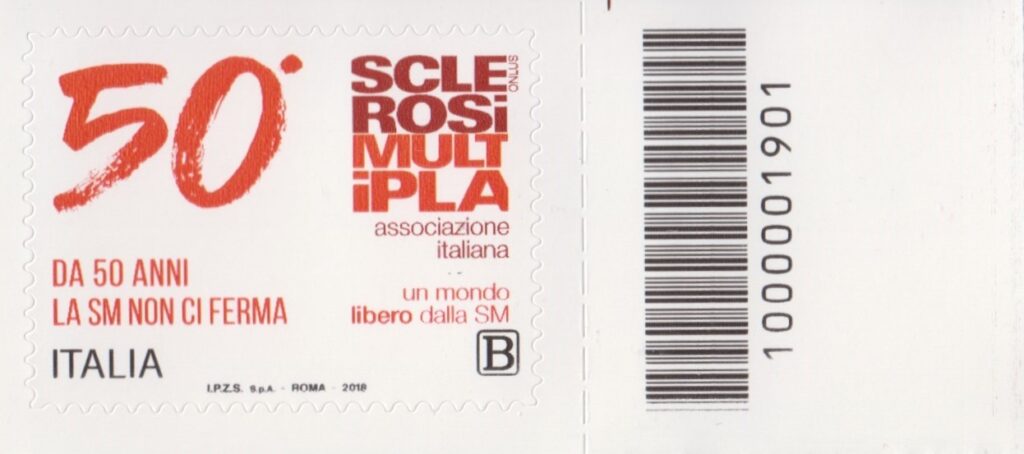 50°
SCLE
ROSi
MULT
iPLA
ONLUS
associazione
italiana
DA 50 ANNI
LA SM NON CI FERMA
un mondo
libero dalla SM
ITALIA
B
I.P.Z.S. S.p.A. - ROMA - 2018
1000001901